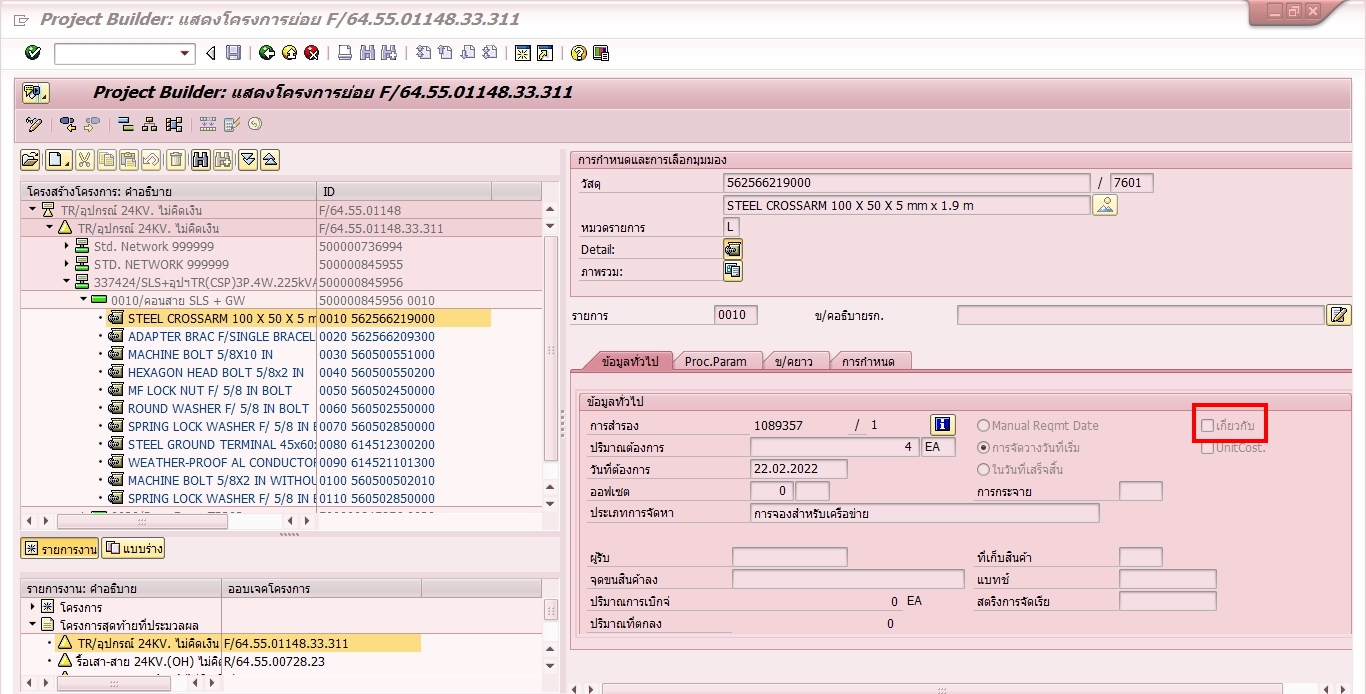 Project Builder: แสดงโครงการย่อย F/64.55.01148.33.311
Project Builder: แสดงโครงการย่อย F/64.55.01148.33.311
โครงสร้างโครงการ: คำอธิบาย ID
TR/อุปกรณ์ 24KV. ไม่คิดเงิน F/64.55.01148
TR/อุปกรณ์ 24KV. ไม่คิดเงิน F/64.55.01148.33.311
Std. Network 999999 500000736994
STD. NETWORK 999999 500000845955
337424/SLS+อุปฯTR(CSP)3P.4W.225kVA 500000845956
0010/คอนสาย SLS + GW 500000845956 0010
STEEL CROSSARM 100 X 50 X 5 m 0010 562566219000
ADAPTER BRAC F/SINGLE BRACEL 0020 562566209300
MACHINE BOLT 5/8X10 IN 0030 560500551000
HEXAGON HEAD BOLT 5/8x2 IN 0040 560500550200
MF LOCK NUT F/ 5/8 IN BOLT 0050 560502450000
ROUND WASHER F/ 5/8 IN BOLT 0060 560502550000
SPRING LOCK WASHER F/ 5/8 IN B 0070 560502850000
STEEL GROUND TERMINAL 45x60x 0080 614512300200
WEATHER-PROOF AL CONDUCTOR 0090 614521101300
MACHINE BOLT 5/8X2 IN WITHOU 0100 560500502010
SPRING LOCK WASHER F/ 5/8 IN B 0110 560502850000
รายการงาน แบบร่าง
รายการงาน: คำอธิบาย ออบเจคโครงการ
โครงการ
โครงการสุดท้ายที่ประมวลผล
TR/อุปกรณ์ 24KV. ไม่คิดเงิน F/64.55.01148.33.311
รื้อเสา-สาย 24KV.(OH) ไม่คิด R/64.55.00728.23
การกำหนดและการเลือกมุมมอง
วัสดุ 562566219000 / 7601
STEEL CROSSARM 100 X 50 X 5 mm x 1.9 m
หมวดรายการ L
Detail:
ภาพรวม:
รายการ 0010 ข/คอธิบายรก.
ข้อมูลทั่วไป Proc.Param ข/คยาว การกำหนด
ข้อมูลทั่วไป
การสำรอง 1089357 / 1 Manual Reqmt Date เกี่ยวกับ
ปริมาณต้องการ 4 EA การจัดวางวันที่เริ่ม UnitCost.
วันที่ต้องการ 22.02.2022 ในวันที่เสร็จสิ้น
ออฟเซต 0 การกระจาย
ประเภทการจัดหา การจองสำหรับเครือข่าย
ผู้รับ ที่เก็บสินค้า
จุดขนสินค้าลง แบทช์
ปริมาณการเบิกจ่ 0 EA สตริงการจัดเรีย
ปริมาณที่ตกลง 0